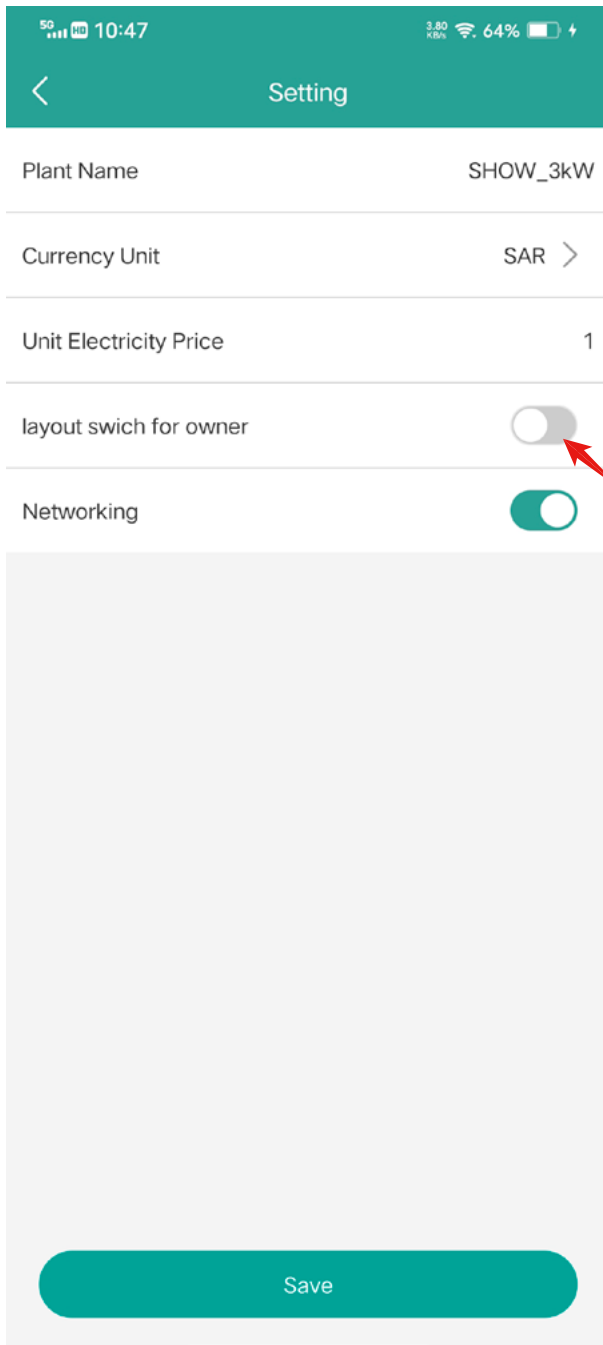 5G HD 10:47 3.80 KB/s 64%
Setting
Plant Name SHOW_3kW
Currency Unit SAR
Unit Electricity Price 1
layout swich for owner
Networking
Save